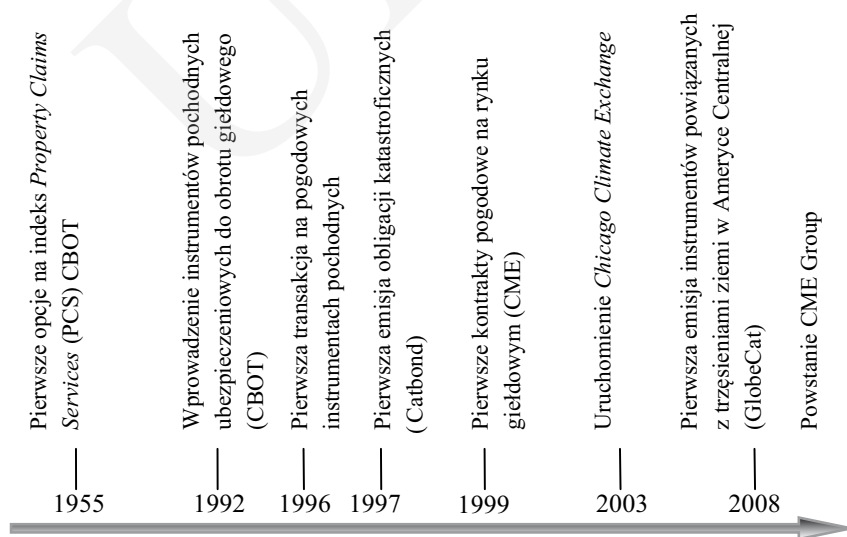 Pierwsze opcje na indeks Property Claims
Services (PCS) CBOT
Wprowadzenie instrumentów pochodnych
ubezpieczeniowych do obrotu giełdowego
(CBOT)
Pierwsza transakcja na pogodowych
instrumentach pochodnych
Pierwsza emisja obligacji katastroficznych
( Catbond)
Pierwsze kontrakty pogodowe na rynku
giełdowym (CME)
Uruchomienie Chicago Climate Exchange
Pierwsza emisja instrumentów powiązanych
z trzęsieniami ziemi w Ameryce Centralnej
(GlobeCat)
Powstanie CME Group
1955
1992
1996
1997
1999
2003
2008